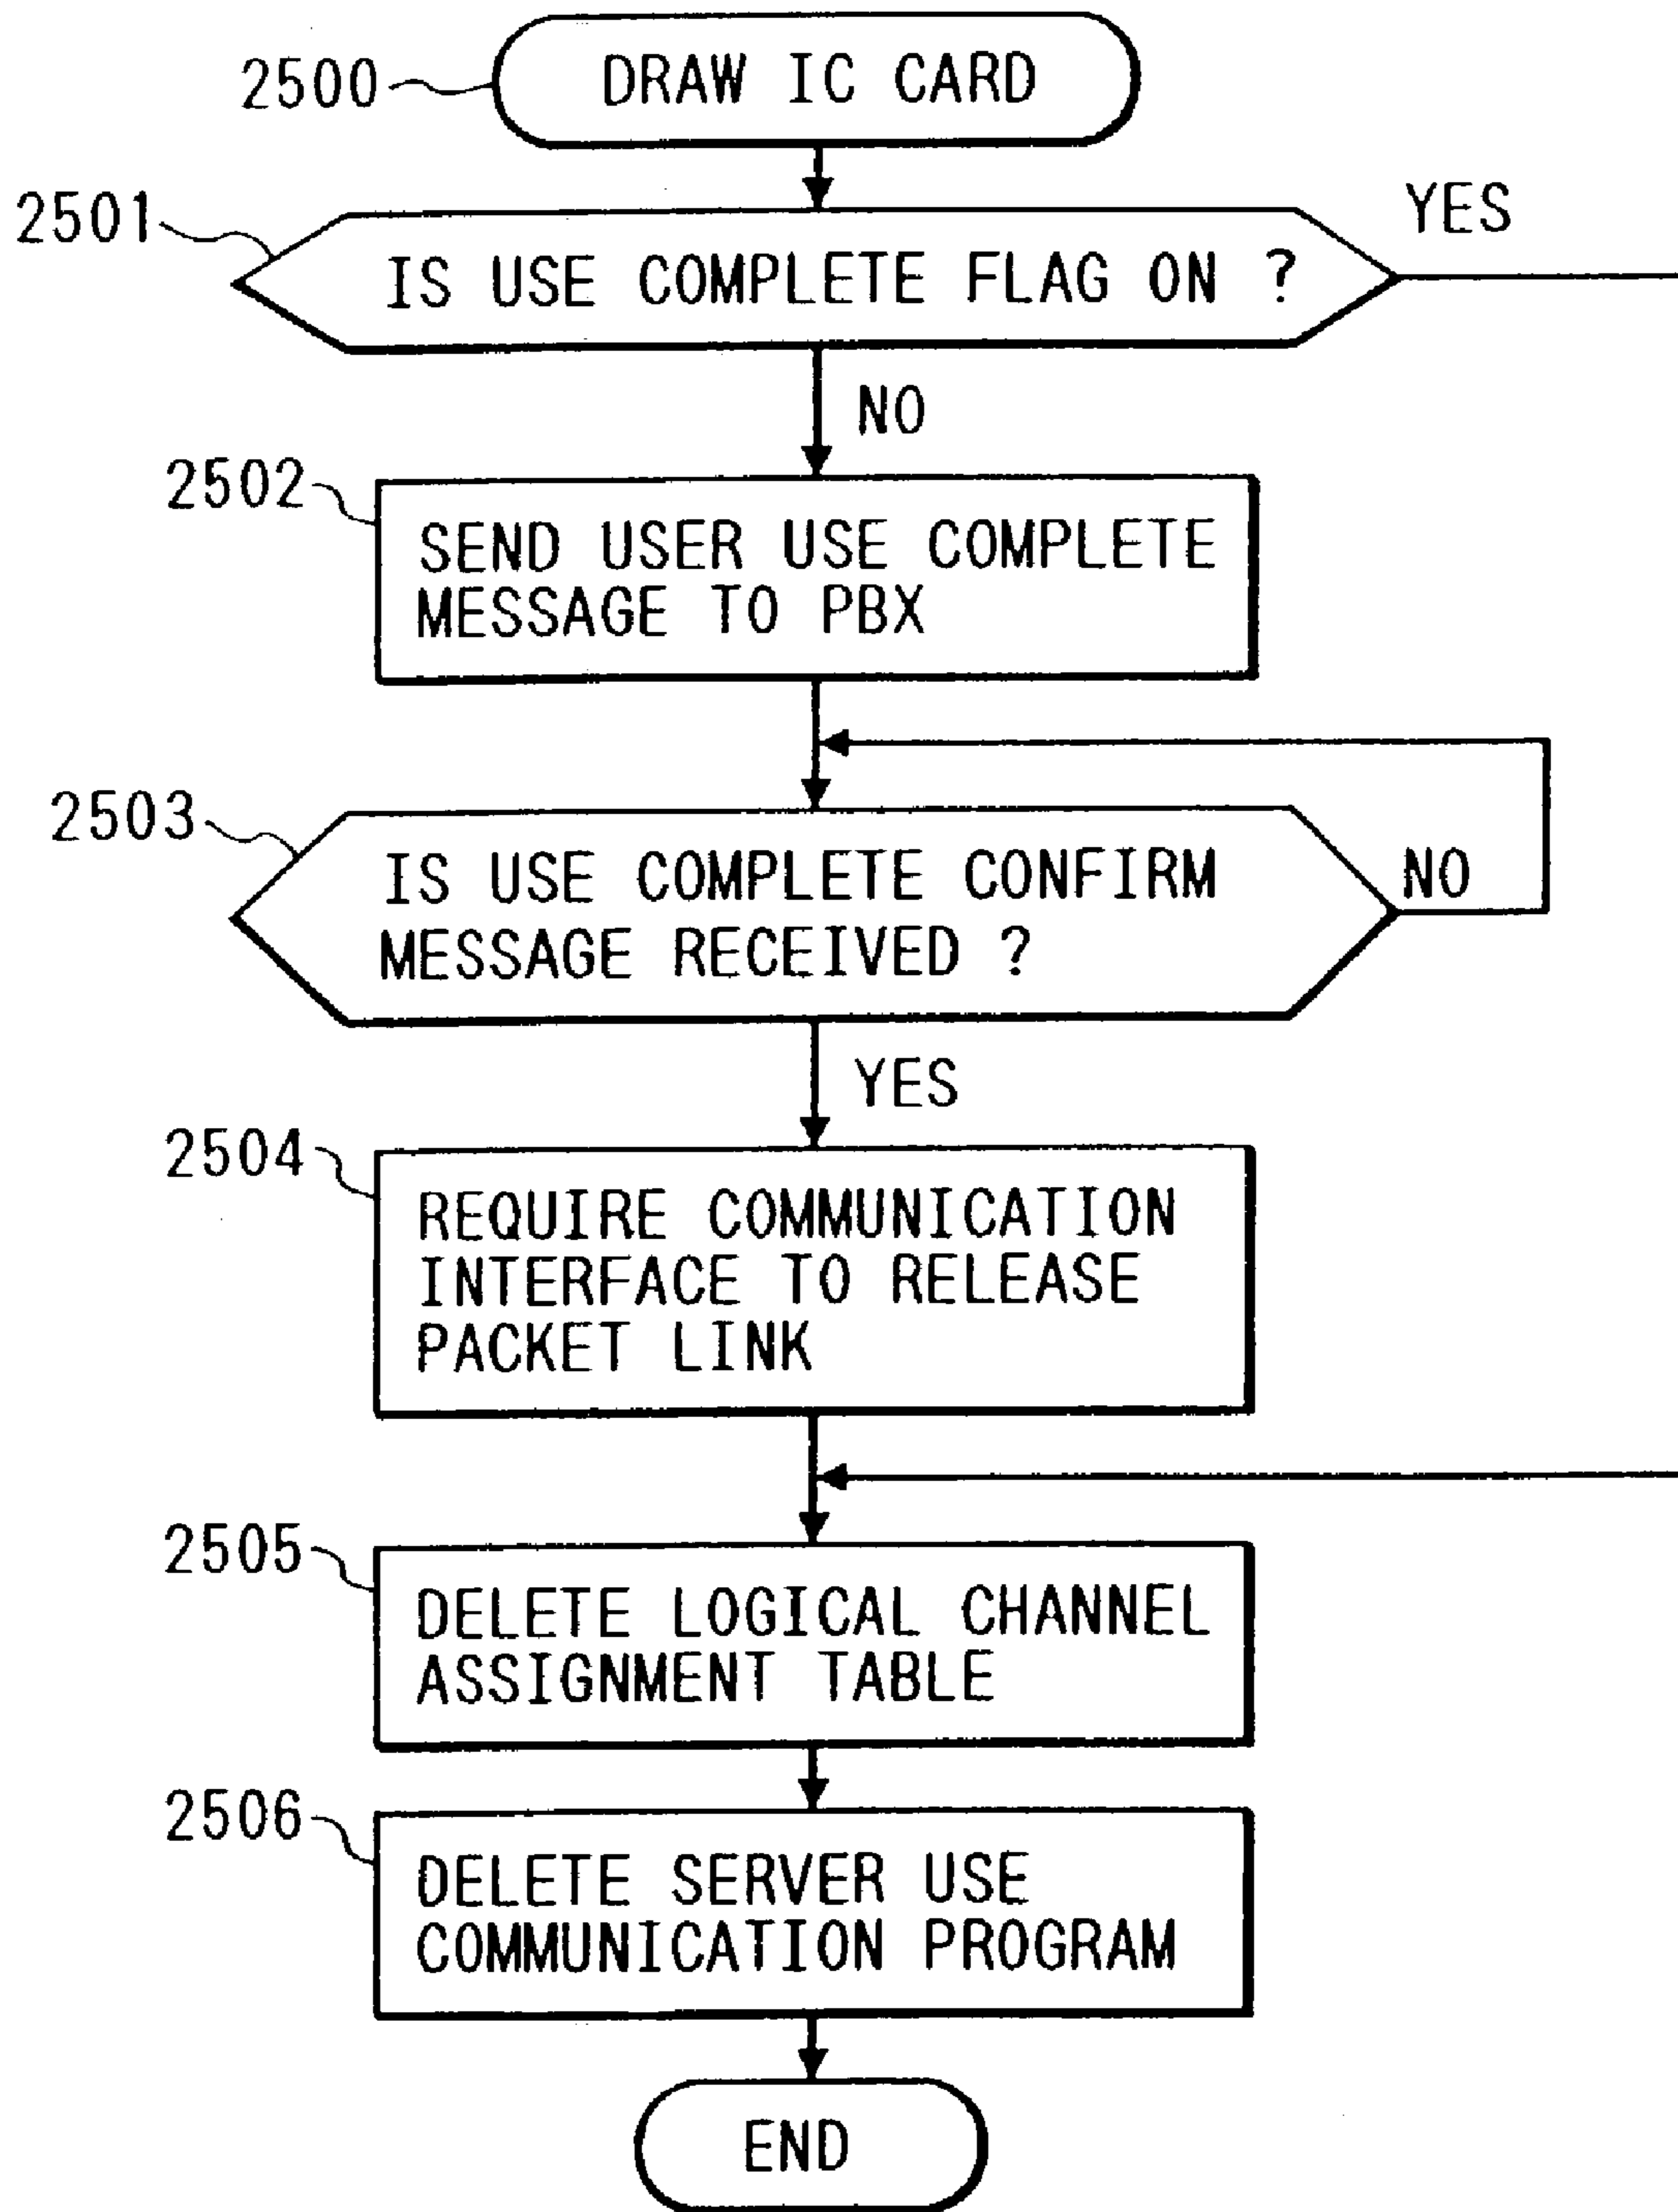 2500
DRAW IC CARD
2501
IS USE COMPLETE FLAG ON ?
YES
NO
2502
SEND USER USE COMPLETE
MESSAGE TO PBX
2503
IS USE COMPLETE CONFIRM
MESSAGE RECEIVED ?
NO
YES
2504
REQUIRE COMMUNICATION
INTERFACE TO RELEASE
PACKET LINK
2505
DELETE LOGICAL CHANNEL
ASSIGNMENT TABLE
2506
DELETE SERVER USE
COMMUNICATION PROGRAM
END